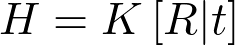 H = K [R|t]